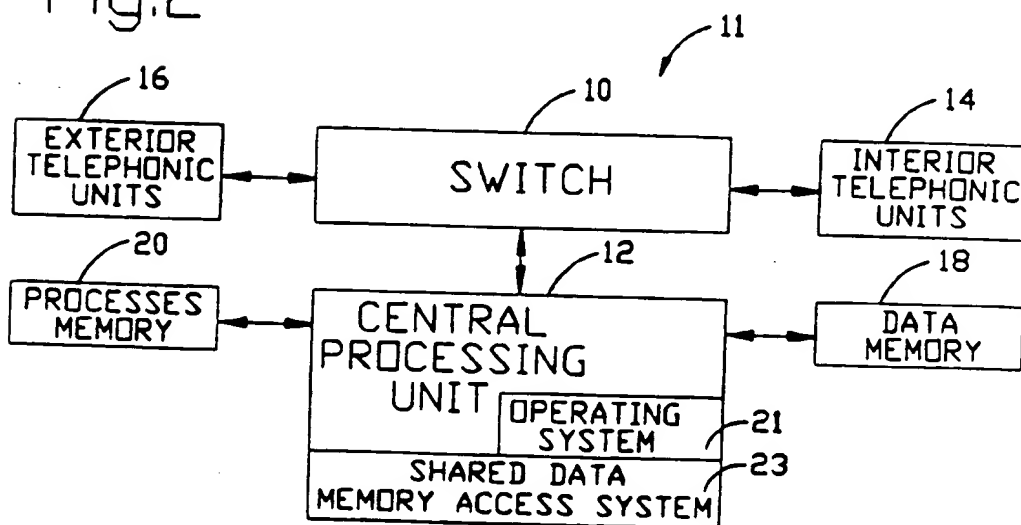 Fig.2
11
16
10
14
EXTERIOR
TELEPHONIC
UNITS
SWITCH
INTERIOR
TELEPHONIC
UNITS
20
12
18
PROCESSES
MEMORY
CENTRAL
PROCESSING
UNIT
DATA
MEMORY
OPERATING
SYSTEM
21
SHARED DATA
MEMORY ACCESS SYSTEM
23